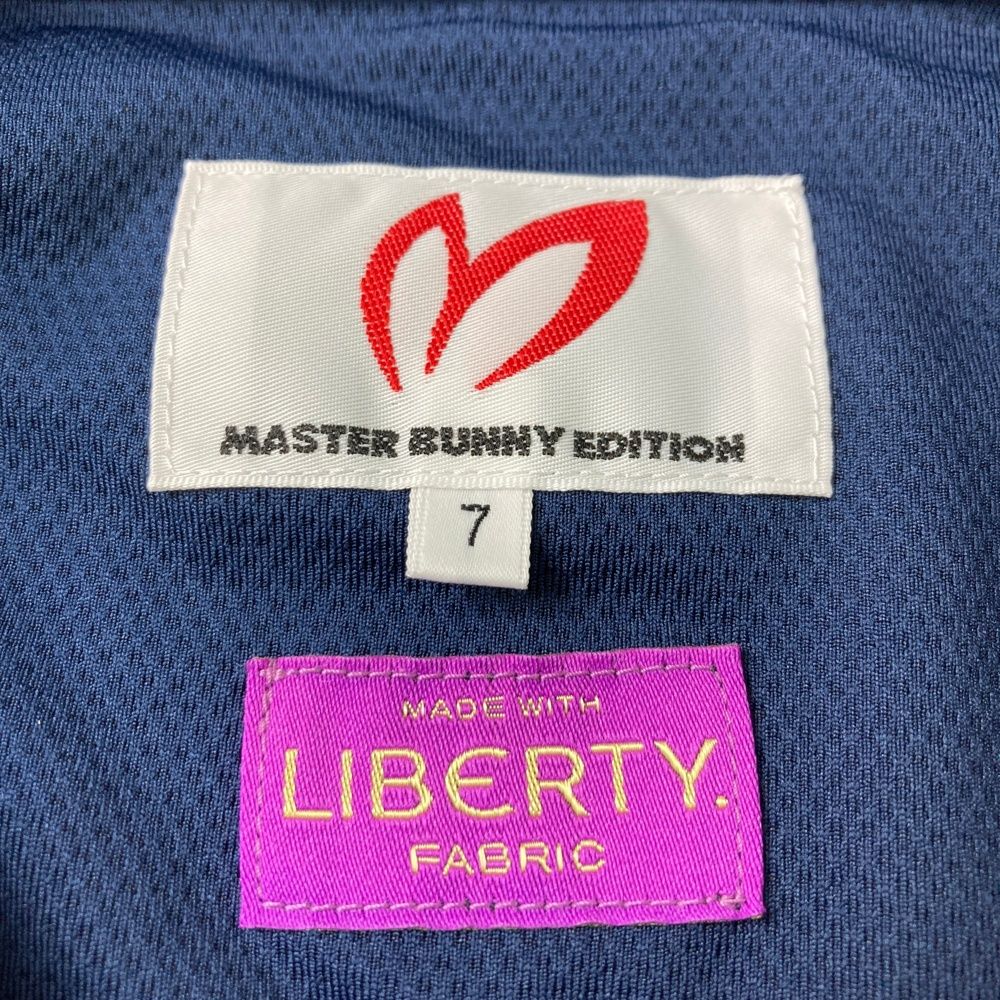 MASTER BUNNY EDITION
7
MADE WITH
LIBERTY.
FABRIC